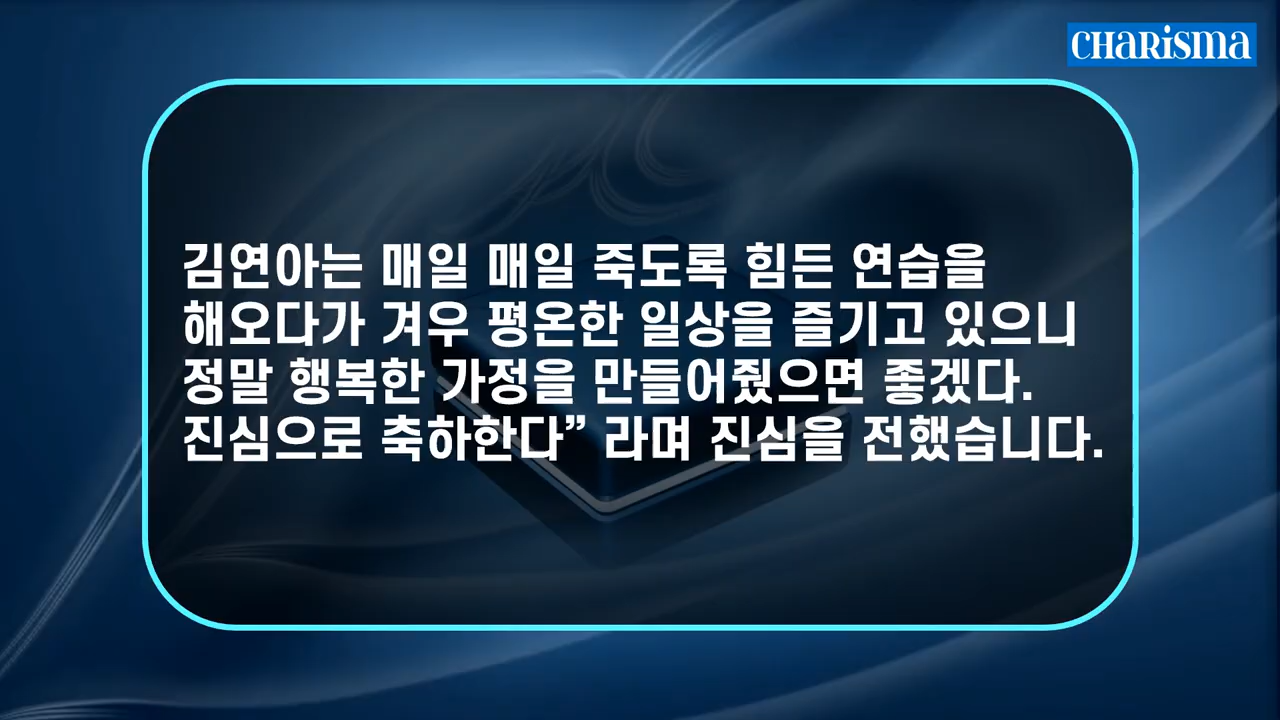 CHARISMA
김연아는 매일 매일 죽도록 힘든 연습을
해오다가 겨우 평온한 일상을 즐기고 있으니
정말 행복한 가정을 만들어줬으면 좋겠다.
진심으로 축하한다” 라며 진심을 전했습니다.